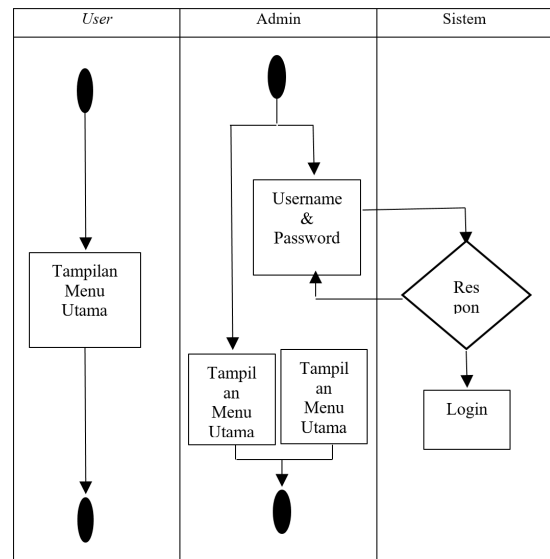 User
Admin
Sistem
Username
&
Password
Tampilan
Menu
Utama
Res
pon
Tampil
an
Menu
Utama
Tampil
an
Menu
Utama
Login